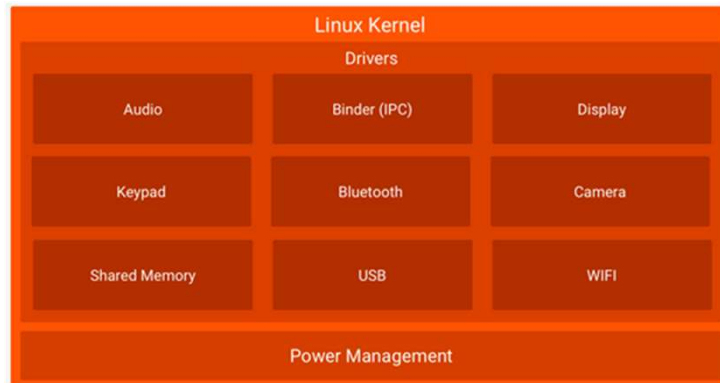 Linux Kernel
Drivers
Audio
Binder (IPC)
Display
Keypad
Bluetooth
Camera
Shared Memory
USB
WIFI
Power Management